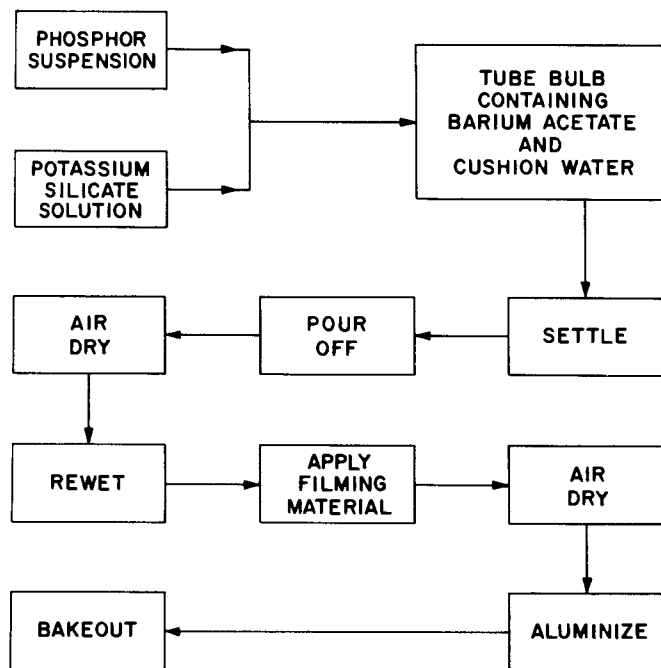 PHOSPHOR
SUSPENSION
POTASSIUM
SILICATE
SOLUTION
TUBE BULB
CONTAINING
BARIUM ACETATE
AND
CUSHION WATER
SETTLE
POUR
OFF
AIR
DRY
REWET
APPLY
FILMING
MATERIAL
AIR
DRY
ALUMINIZE
BAKEOUT